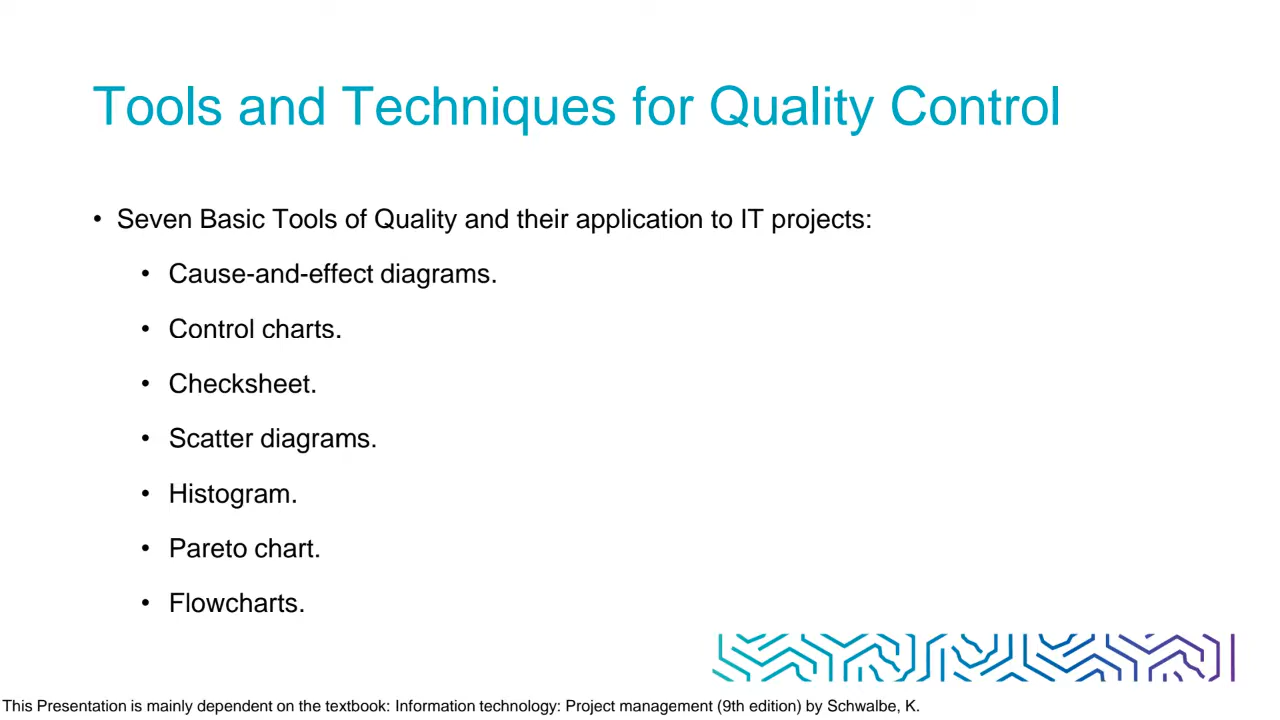 Tools and Techniques for Quality Control
• Seven Basic Tools of Quality and their application to IT projects:
• Cause-and-effect diagrams.
• Control charts.
• Checksheet.
• Scatter diagrams.
• Histogram.
• Pareto chart.
• Flowcharts.
This Presentation is mainly dependent on the textbook: Information technology: Project management (9th edition) by Schwalbe, K.